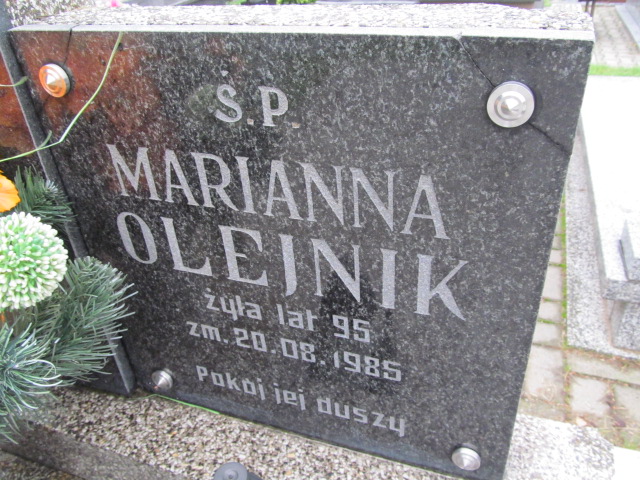 Ś.P.
MARIANNA
OLEJNIK
żyła lat 95
zm. 20.08.1985
Pokój jej duszy